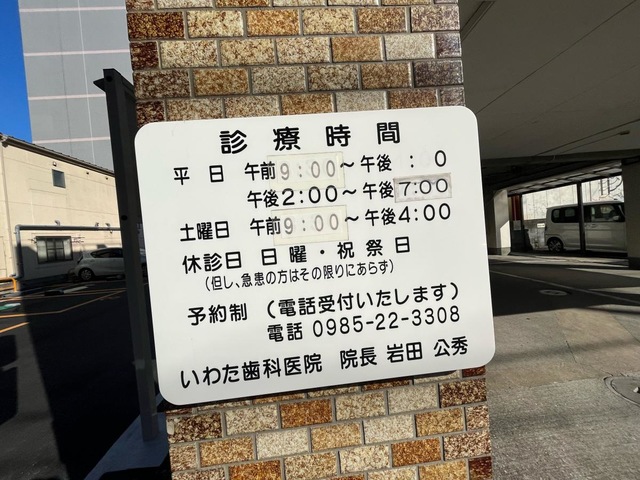 診療時間
平日 午前9:00～午後 : 0
午後2:00～午後7:00
土曜日 午前9:00～午後4:00
休診日 日曜・祝祭日
(但し、急患の方はその限りにあらず)
予約制 (電話受付いたします)
電話 0985-22-3308
いわた歯科医院 院長 岩田 公秀